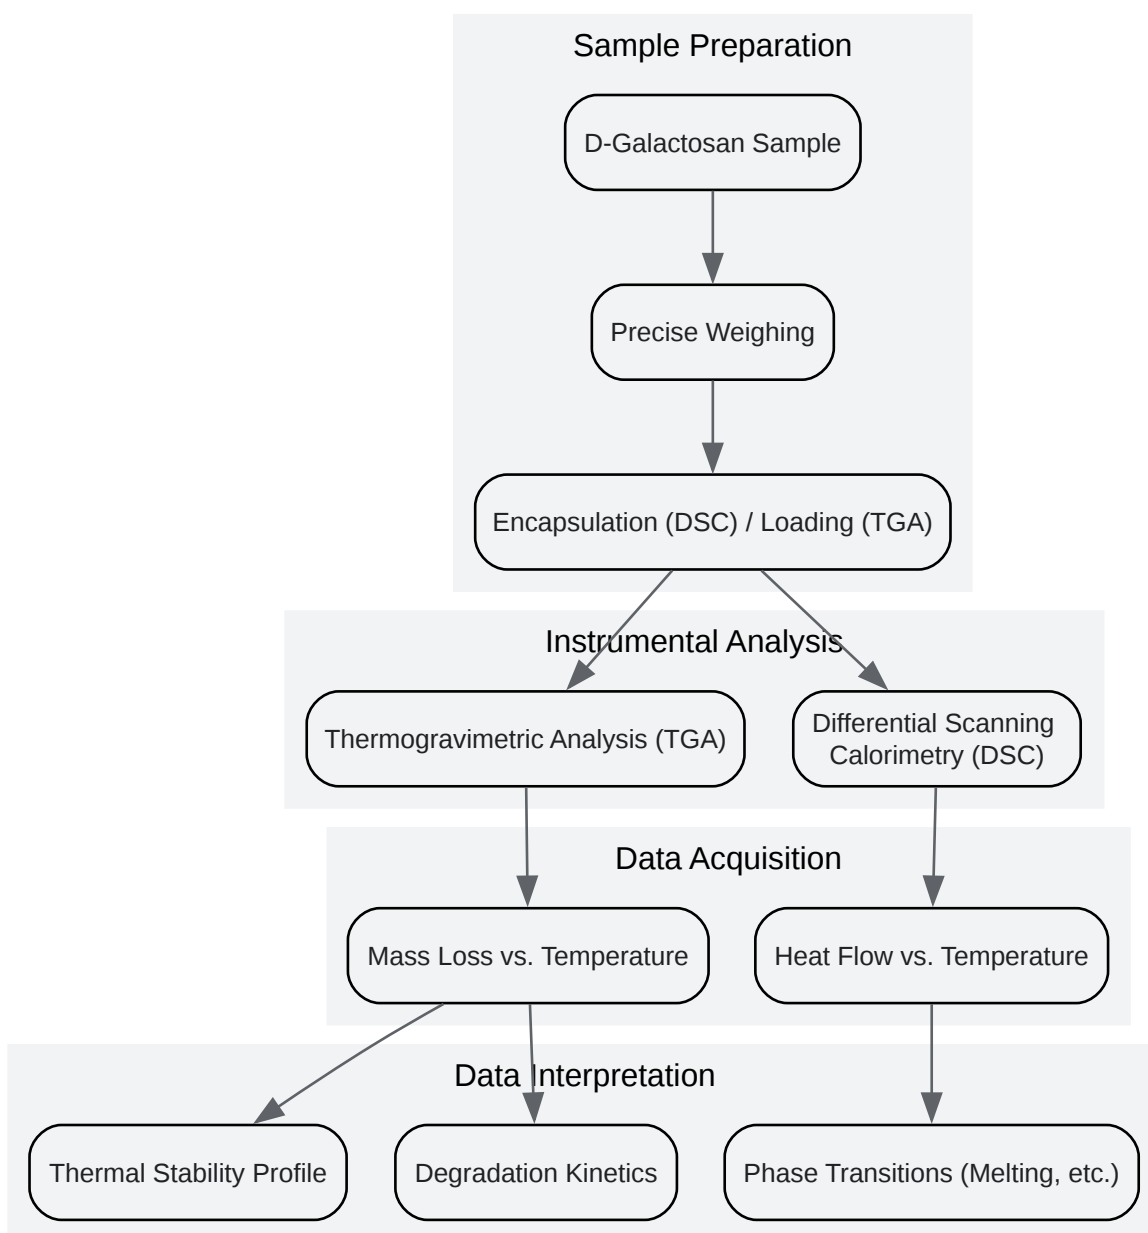 Sample Preparation
D-Galactosan Sample
Precise Weighing
Encapsulation (DSC) / Loading (TGA)
Instrumental Analysis
Thermogravimetric Analysis (TGA)
Differential Scanning
Calorimetry (DSC)
Data Acquisition
Mass Loss vs. Temperature
Heat Flow vs. Temperature
Data Interpretation
Thermal Stability Profile
Degradation Kinetics
Phase Transitions (Melting, etc.)